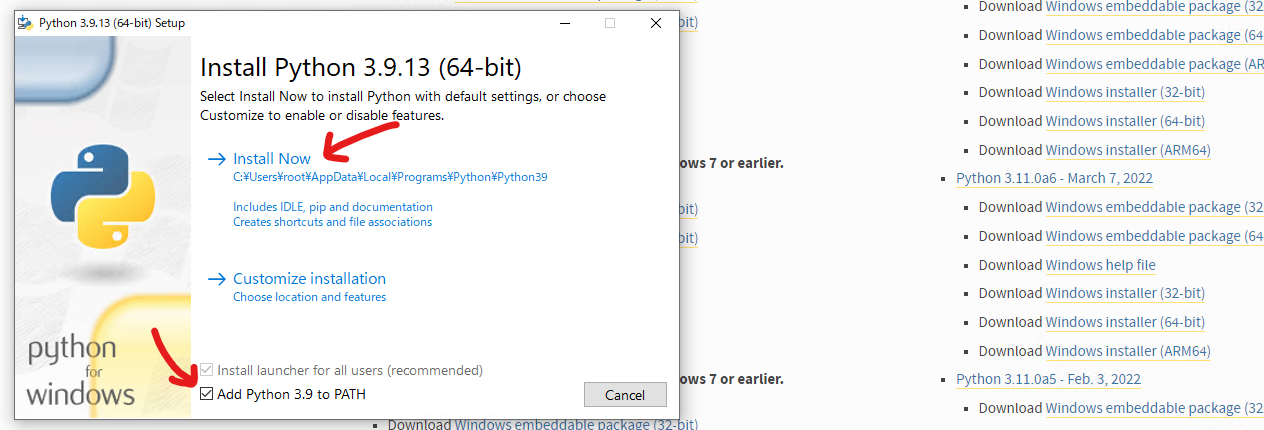 Python 3.9.13 (64-bit) Setup
Install Python 3.9.13 (64-bit)
Select Install Now to install Python with default settings, or choose
Customize to enable or disable features.
Install Now
C:¥Users¥root¥AppData¥Local¥Programs¥Python¥Python39
Includes IDLE, pip and documentation
Creates shortcuts and file associations
Customize installation
Choose location and features
python
for
windows
Install launcher for all users (recommended)
Add Python 3.9 to PATH
Cancel
bit)
ows 7 or earlier.
bit)
bit)
ows 7 or earlier.
Download Windows embeddable package (32-bit)
Download Windows embeddable package (32
Download Windows embeddable package (64
Download Windows embeddable package (AR
Download Windows installer (32-bit)
Download Windows installer (64-bit)
Download Windows installer (ARM64)
Python 3.11.0a6 - March 7, 2022
Download Windows embeddable package (32
Download Windows embeddable package (64
Download Windows help file
Download Windows installer (32-bit)
Download Windows installer (64-bit)
Download Windows installer (ARM64)
Python 3.11.0a5 - Feb. 3, 2022
Download Windows embeddable package (32